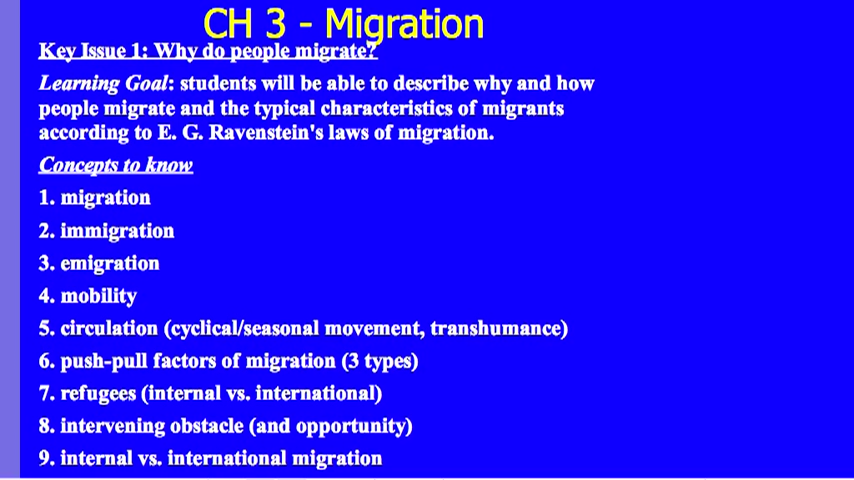 CH 3 - Migration
Key Issue 1: Why do people migrate?
Learning Goal: students will be able to describe why and how
people migrate and the typical characteristics of migrants
according to E. G. Ravenstein's laws of migration.
Concepts to know
1. migration
2. immigration
3. emigration
4. mobility
5. circulation (cyclical/seasonal movement, transhumance)
6. push-pull factors of migration (3 types)
7. refugees (internal vs. international)
8. intervening obstacle (and opportunity)
9. internal vs. international migration